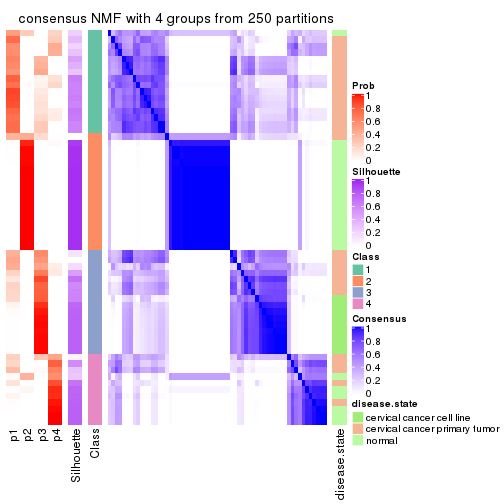 consensus NMF with 4 groups from 250 partitions
Prob
1
0.8
0.6
0.4
0.2
0
Silhouette
1
0.8
0.6
0.4
0.2
0
Class
1
2
3
4
Consensus
1
0.8
0.6
0.4
0.2
0
disease.state
cervical cancer cell line
cervical cancer primary tumor
normal
p1
p2
p3
p4
Silhouette
Class
disease.state